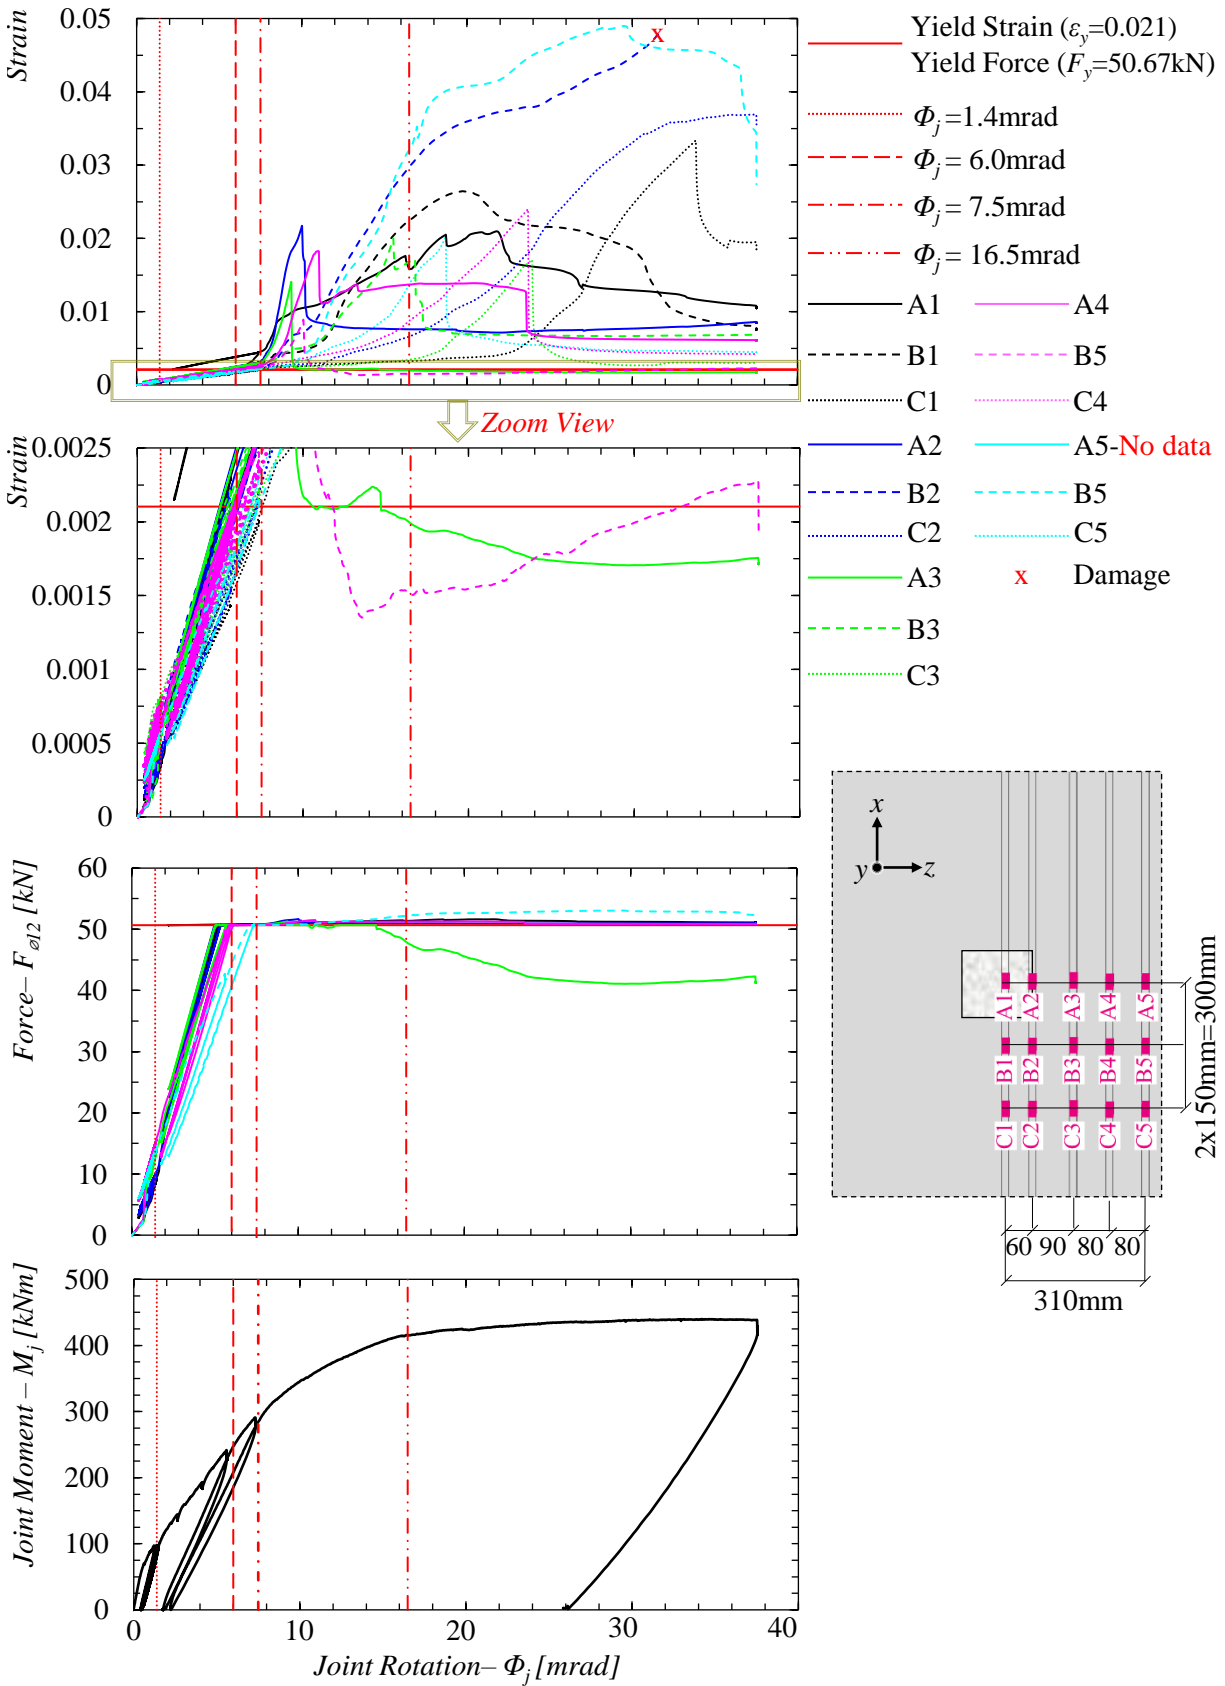 Strain
0.05
0.04
0.03
0.02
0.01
0
Zoom View
Strain
0.0025
0.002
0.0015
0.001
0.0005
0
Force– F⌀12 [kN]
60
50
40
30
20
10
0
Joint Moment – Mj [kNm]
500
400
300
200
100
0
0 10 20 30 40
Joint Rotation– Φj [mrad]
x
Yield Strain (εy=0.021)
Yield Force (Fy=50.67kN)
Φj =1.4mrad
Φj = 6.0mrad
Φj = 7.5mrad
Φj = 16.5mrad
A1 A4
B1 B5
C1 C4
A2 A5-No data
B2 B5
C2 C5
A3 x Damage
B3
C3
x
y z
A1 A2 A3 A4 A5
B1 B2 B3 B4 B5
C1 C2 C3 C4 C5
2x150mm=300mm
60 90 80 80
310mm